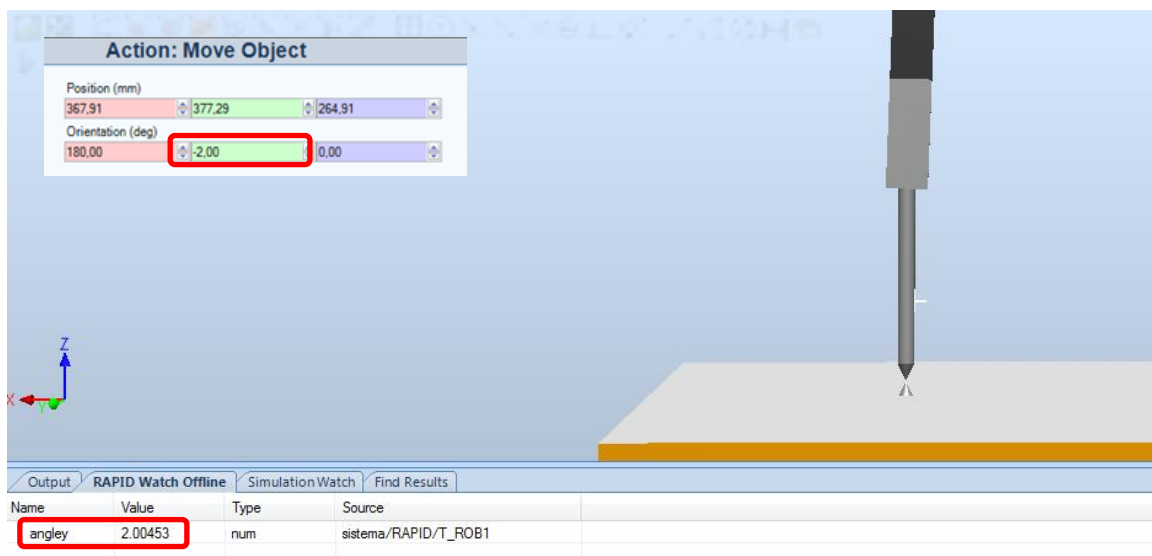 Action: Move Object
Position (mm)
367,91 377,29 264,91
Orientation (deg)
180,00 -2,00 0,00
Z
X
Y
Output RAPID Watch Offline Simulation Watch Find Results
Name Value Type Source
angley 2.00453 num sistema/RAPID/T_ROB1